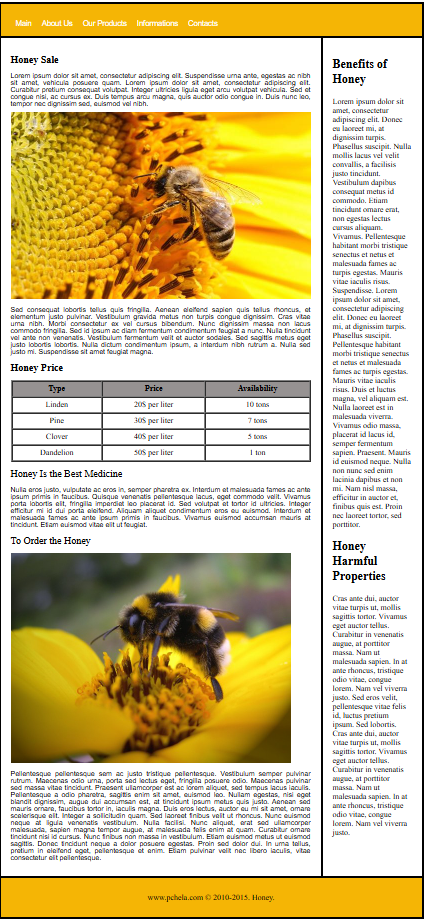 Main About Us Our Products Informations Contacts
Honey Sale
Lorem ipsum dolor sit amet, consectetur adipiscing elit. Suspendisse urna ante, egestas ac nibh
sit amet, vehicula posuere quam. Lorem ipsum dolor sit amet, consectetur adipiscing elit.
Curabitur pretium consequat volutpat. Integer ultricies ligula eget arcu volutpat vehicula. Sed et
congue nisi, ac cursus ex. Duis tempus arcu magna, quis auctor odio congue in. Duis nunc leo,
tempor nec dignissim sed, euismod vel nibh.
Sed consequat lobortis tellus quis fringilla. Aenean eleifend sapien quis tellus rhoncus, et
elementum justo pulvinar. Vestibulum gravida metus non turpis congue dignissim. Cras vitae
urna nibh. Morbi consectetur ex vel cursus bibendum. Nunc dignissim massa non lacus
commodo fringilla. Sed id ipsum ac diam fermentum condimentum feugiat a nunc. Nulla tincidunt
vel ante non venenatis. Vestibulum fermentum velit et auctor sodales. Sed sagittis metus eget
justo lobortis lobortis. Nulla dictum condimentum ipsum, a interdum nibh rutrum a. Nulla sed
justo mi. Suspendisse sit amet feugiat magna.
Honey Price
Type Price Availsbility
Linden 20$ per liter 10 tons
Pine 30$ per liter 7 tons
Clover 40$ per liter 5 tons
Dandelion 50$ per liter 1 ton
Honey Is the Best Medicine
Nulla eros justo, vulputate ac eros in, semper pharetra ex. Interdum et malesuada fames ac ante
ipsum primis in faucibus. Quisque venenatis pellentesque lacus, eget commodo velit. Vivamus
porta lobortis elit, fringilla imperdiet leo placerat id. Sed volutpat et tortor id ultricies. Integer
efficitur mi id dui porta eleifend. Aliquam aliquet condimentum eros eu euismod. Interdum et
malesuada fames ac ante ipsum primis in faucibus. Vivamus euismod accumsan mauris at
tincidunt. Etiam euismod vitae elit ut feugiat.
To Order the Honey
Pellentesque pellentesque sem ac justo tristique pellentesque. Vestibulum semper pulvinar
rutrum. Maecenas odio urna, porta sed lectus eget, fringilla posuere odio. Maecenas pulvinar
sed massa vitae tincidunt. Praesent ullamcorper est ac lorem aliquet, sed tempus lacus iaculis.
Pellentesque a odio pharetra, sagittis enim sit amet, euismod leo. Nullam egestas, nisi eget
blandit dignissim, augue dui accumsan est, at tincidunt ipsum metus quis justo. Aenean sed
mauris ornare, faucibus tortor in, iaculis magna. Duis eros lectus, auctor eu mi sit amet, ornare
scelerisque elit. Integer a sollicitudin quam. Sed laoreet finibus velit ut rhoncus. Nunc euismod
neque at ligula venenatis vestibulum. Nulla facilisi. Nunc aliquet, erat sed ullamcorper
malesuada, sapien magna tempor augue, at malesuada felis enim at quam. Curabitur ornare
tincidunt nisi id cursus. Nunc finibus non massa in vestibulum. Etiam euismod metus ut euismod
sagittis. Donec tincidunt neque a dolor posuere egestas. Proin sed dolor dui. In urna tellus,
pretium in eleifend eget, pellentesque et enim. Etiam pulvinar velit nec libero iaculis, vitae
consectetur elit pellentesque.
Benefits of
Honey
Lorem ipsum dolor sit
amet, consectetur
adipiscing elit. Donec
eu laoreet mi, at
dignissim turpis.
Phasellus suscipit. Nulla
mollis lacus vel velit
convallis, a facilisis
justo tincidunt.
Vestibulum dapibus
consequat metus id
commodo. Etiam
tincidunt ornare erat,
non egestas lectus
cursus aliquam.
Vivamus. Pellentesque
habitant morbi tristique
senectus et netus et
malesuada fames ac
turpis egestas. Mauris
vitae iaculis risus.
Suspendisse. Lorem
ipsum dolor sit amet,
consectetur adipiscing
elit. Donec eu laoreet
mi, at dignissim turpis.
Phasellus suscipit.
Pellentesque habitant
morbi tristique senectus
et netus et malesuada
fames ac turpis egestas.
Mauris vitae iaculis
risus. Duis et luctus
magna, vel aliquam est.
Nulla laoreet est in
malesuada viverra.
Vivamus odio massa,
placerat id lacus id,
semper fermentum
sapien. Praesent. Mauris
id euismod neque. Nulla
non nunc sed enim
lacinia dapibus et non
mi. Nam nisl massa,
efficitur in auctor et,
finibus quis est. Proin
nec laoreet tortor, sed
porttitor.
Honey
Harmful
Properties
Cras ante dui, auctor
vitae turpis ut, mollis
sagittis tortor. Vivamus
eget auctor tellus.
Curabitur in venenatis
augue, at porttitor
massa. Nam ut
malesuada sapien. In at
ante rhoncus, tristique
odio vitae, congue
lorem. Nam vel viverra
justo. Sed eros velit,
pellentesque vitae felis
id, luctus pretium
ipsum. Sed lobortis.
Cras ante dui, auctor
vitae turpis ut, mollis
sagittis tortor. Vivamus
eget auctor tellus.
Curabitur in venenatis
augue, at porttitor
massa. Nam ut
malesuada sapien. In at
ante rhoncus, tristique
odio vitae, congue
lorem. Nam vel viverra
justo.
www.pchela.com © 2010-2015. Honey.